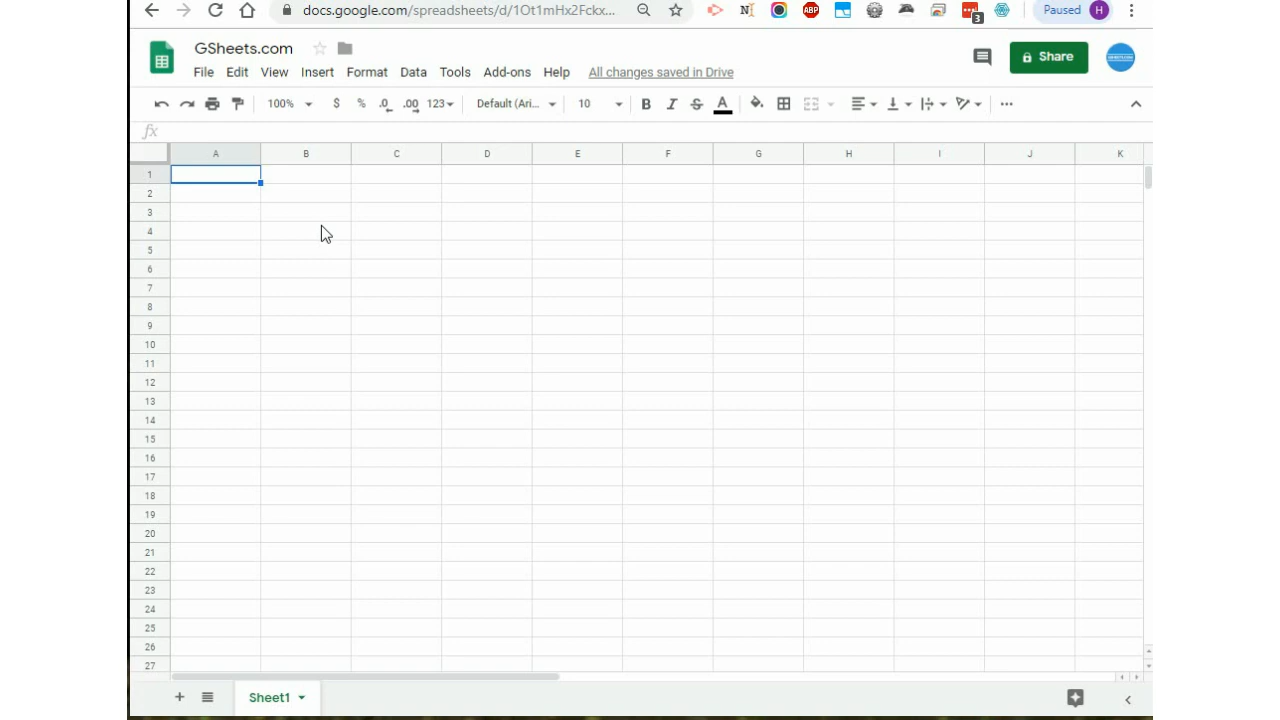 docs.google.com/spreadsheets/d/1Ot1mHx2Fckx...
ABP
3
Paused H
GSheets.com
File Edit View Insert Format Data Tools Add-ons Help All changes saved in Drive
Share
100% $ % .0 .00 123 Default (Ari... 10 B I S A ...
fx
A B C D E F G H I J K
1
2
3
4
5
6
7
8
9
10
11
12
13
14
15
16
17
18
19
20
21
22
23
24
25
26
27
+ Sheet1